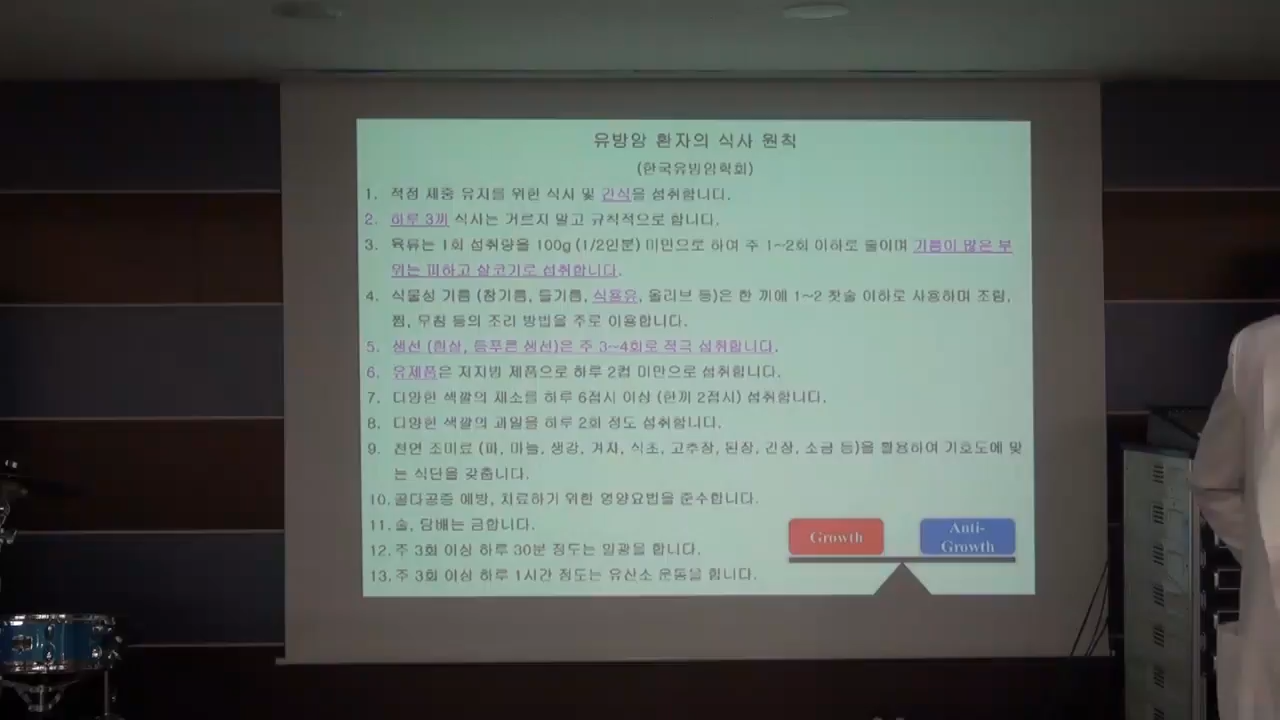 유방암 환자의 식사 원칙
(한국유방암학회)
1. 적정 체중 유지를 위한 식사 및 간식을 섭취합니다.
2. 하루 3끼 식사는 거르지 말고 규칙적으로 합니다.
3. 육류는 1회 섭취량을 100g (1/2인분) 미만으로 하여 주 1~2회 이하로 줄이며 기름이 많은 부
위는 피하고 살코기로 섭취합니다.
4. 식물성 기름 (참기름, 들기름, 식용유, 올리브 등)은 한 끼에 1~2 찻술 이하로 사용하며 조림,
찜, 무침 등의 조리 방법을 주로 이용합니다.
5. 생선 (흰살, 등푸른 생선)은 주 3~4회로 적극 섭취합니다.
6. 유제품은 저지방 제품으로 하루 2컵 미만으로 섭취합니다.
7. 다양한 색깔의 채소를 하루 6접시 이상 (한끼 2접시) 섭취합니다.
8. 다양한 색깔의 과일을 하루 2회 정도 섭취합니다.
9. 천연 조미료 (파, 마늘, 생강, 겨자, 식초, 고추장, 된장, 간장, 소금 등)을 활용하여 기호도에 맞
는 식단을 갖춥니다.
10. 골다공증 예방, 치료하기 위한 영양요법을 준수합니다.
11. 술, 담배는 금합니다.
12. 주 3회 이상 하루 30분 정도는 일광을 합니다.
13. 주 3회 이상 하루 1시간 정도는 유산소 운동을 합니다.
Growth
Anti-
Growth